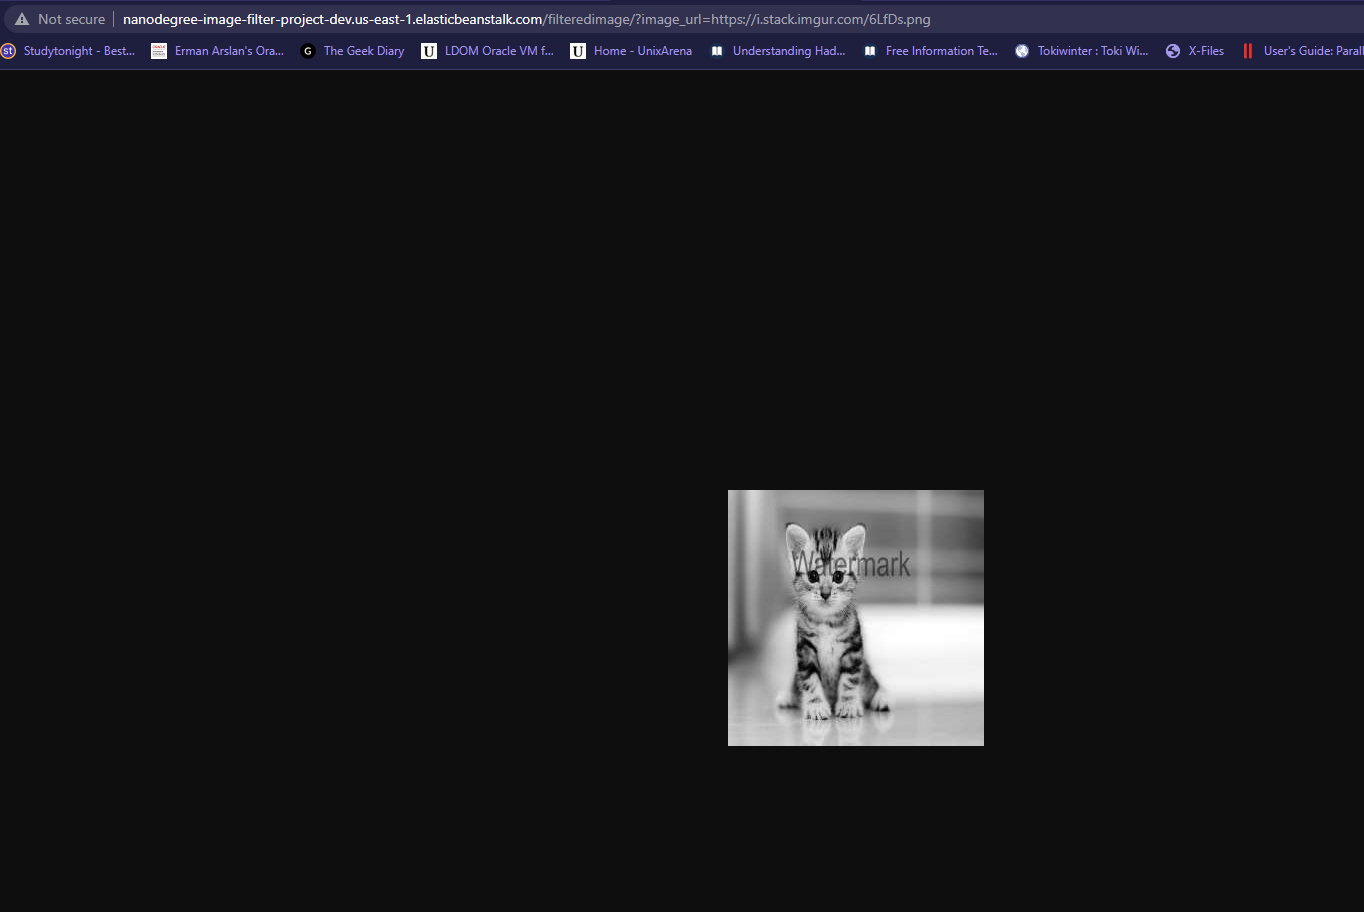 Not secure nanodegree-image-filter-project-dev.us-east-1.elasticbeanstalk.com/filteredimage/?image_url=https://i.stack.imgur.com/6LfDs.png
st Studytonight - Best... ORACLE Erman Arslan's Ora... G The Geek Diary U LDOM Oracle VM f... U Home - UnixArena Understanding Had... Free Information Te... Tokiwinter : Toki Wi... X-Files User's Guide: Parall
Watermark